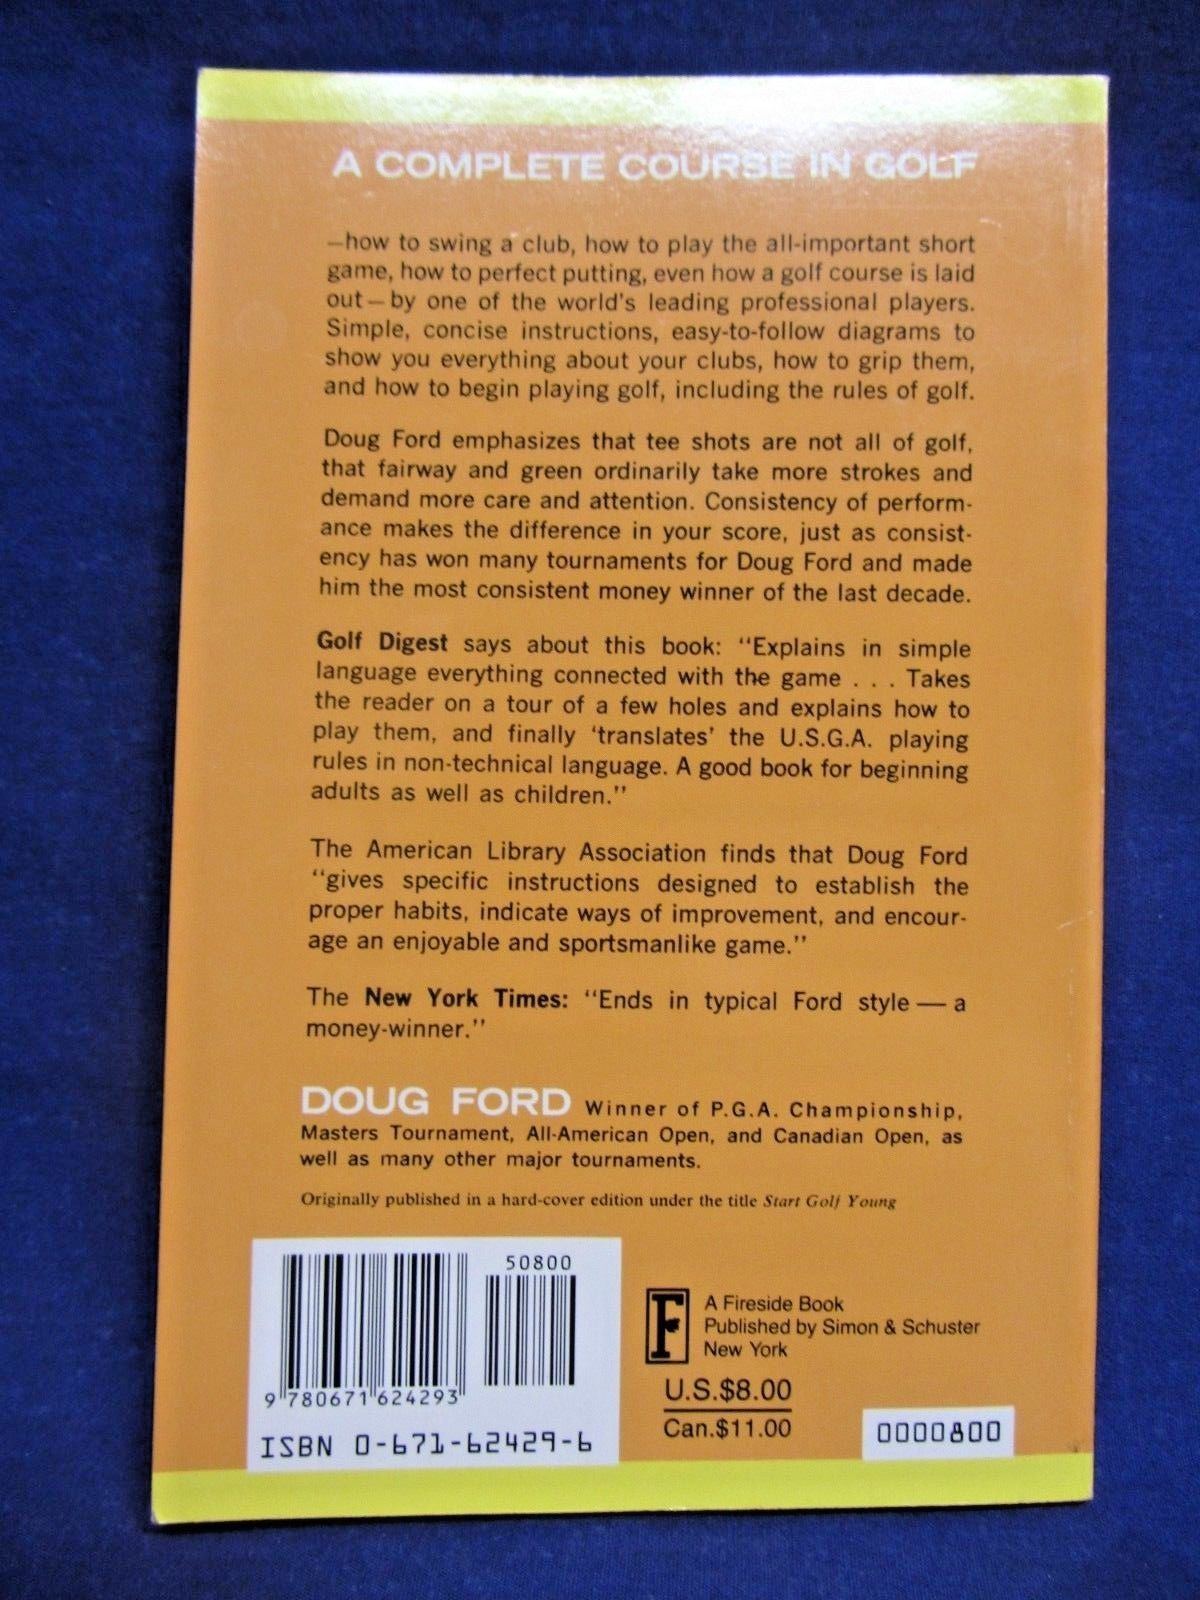 A COMPLETE COURSE IN GOLF
—how to swing a club, how to play the all-important short
game, how to perfect putting, even how a golf course is laid
out—by one of the world's leading professional players.
Simple, concise instructions, easy-to-follow diagrams to
show you everything about your clubs, how to grip them,
and how to begin playing golf, including the rules of golf.
Doug Ford emphasizes that tee shots are not all of golf,
that fairway and green ordinarily take more strokes and
demand more care and attention. Consistency of perform-
ance makes the difference in your score, just as consist-
ency has won many tournaments for Doug Ford and made
him the most consistent money winner of the last decade.
Golf Digest says about this book: "Explains in simple
language everything connected with the game . . . Takes
the reader on a tour of a few holes and explains how to
play them, and finally 'translates' the U.S.G.A. playing
rules in non-technical language. A good book for beginning
adults as well as children."
The American Library Association finds that Doug Ford
"gives specific instructions designed to establish the
proper habits, indicate ways of improvement, and encour-
age an enjoyable and sportsmanlike game."
The New York Times: "Ends in typical Ford style — a
money-winner."
DOUG FORD Winner of P.G.A. Championship,
Masters Tournament, All-American Open, and Canadian Open, as
well as many other major tournaments.
Originally published in a hard-cover edition under the title Start Golf Young
50800
9 780671 624293
ISBN 0-671-62429-6
F
A Fireside Book
Published by Simon & Schuster
New York
U.S.$8.00
Can.$11.00
0000800